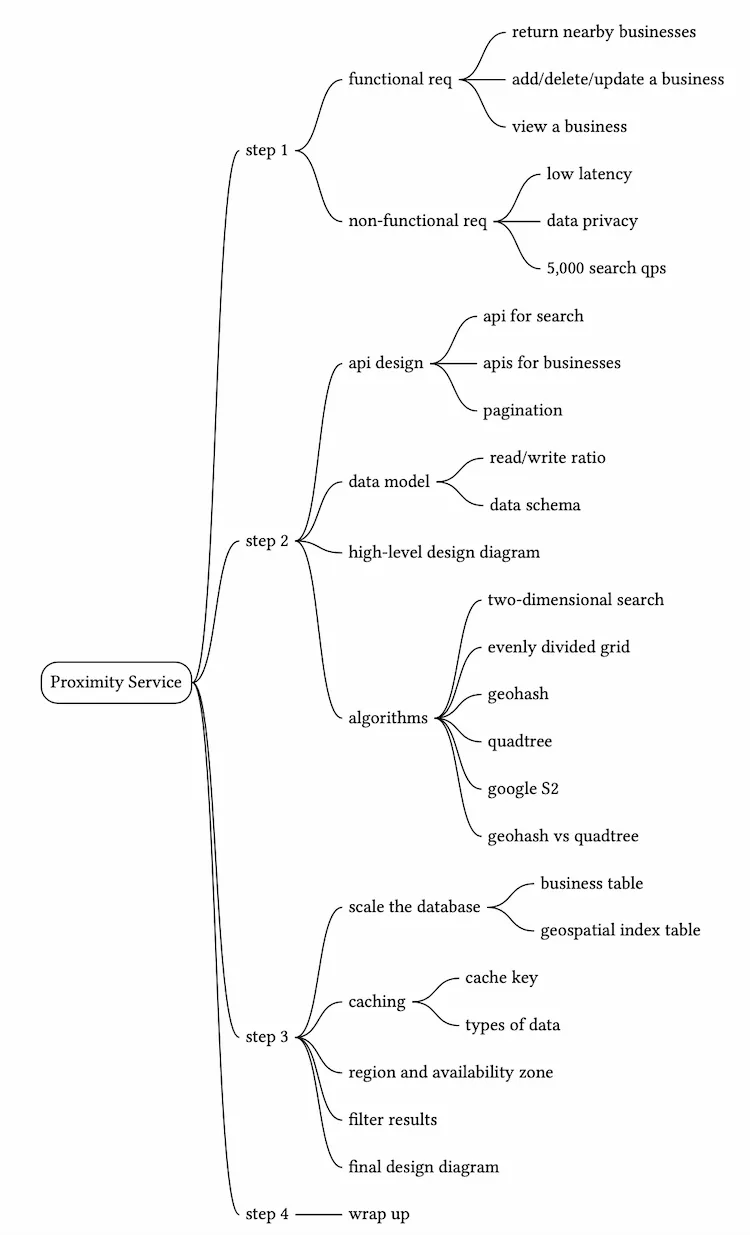 return nearby businesses
functional req
add/delete/update a business
view a business
step 1
low latency
non-functional req
data privacy
5,000 search qps
api for search
api design
apis for businesses
pagination
read/write ratio
data model
data schema
step 2
high-level design diagram
two-dimensional search
evenly divided grid
Proximity Service
geohash
algorithms
quadtree
google S2
geohash vs quadtree
business table
scale the database
geospatial index table
cache key
caching
types of data
step 3
region and availability zone
filter results
final design diagram
step 4
wrap up